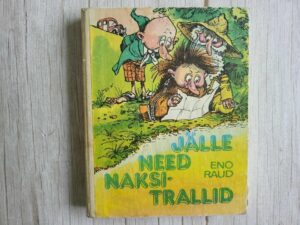 JÄLLE
NEED
ENO
RAUD
NAKSI-
TRALLID